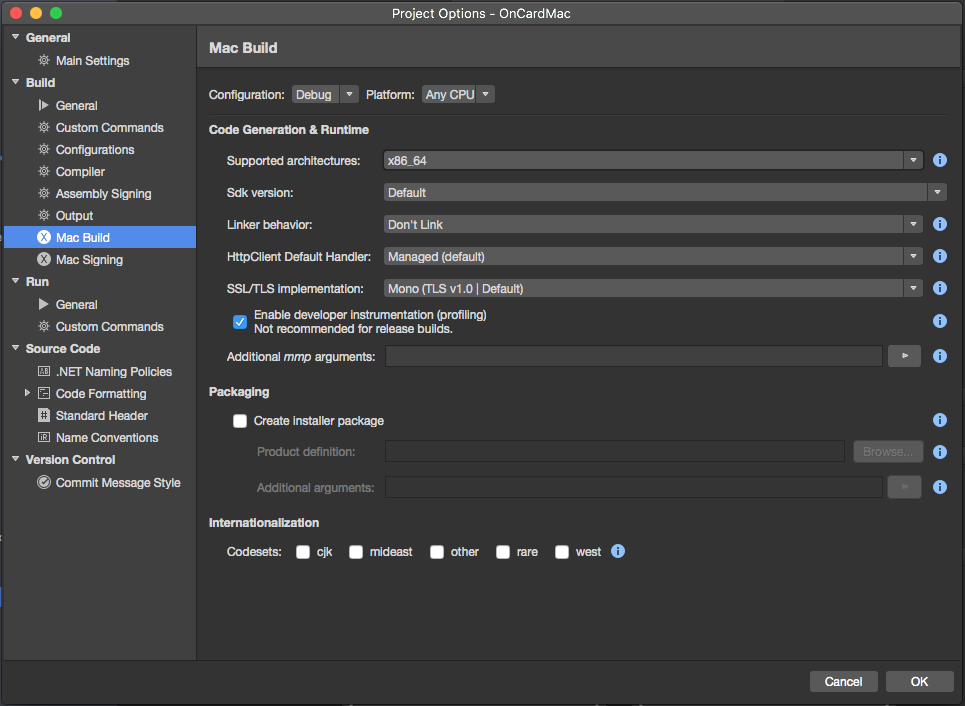 Project Options - OnCardMac
General
Main Settings
Build
General
Custom Commands
Configurations
Compiler
Assembly Signing
Output
Mac Build
Mac Signing
Run
General
Custom Commands
Source Code
.NET Naming Policies
Code Formatting
Standard Header
Name Conventions
Version Control
Commit Message Style
Mac Build
Configuration: Debug Platform: Any CPU
Code Generation & Runtime
Supported architectures: x86_64
Sdk version: Default
Linker behavior: Don't Link
HttpClient Default Handler: Managed (default)
SSL/TLS implementation: Mono (TLS v1.0 | Default)
Enable developer instrumentation (profiling)
Not recommended for release builds.
Additional mmp arguments:
Packaging
Create installer package
Product definition: Browse...
Additional arguments:
Internationalization
Codesets: cjk mideast other rare west
Cancel OK